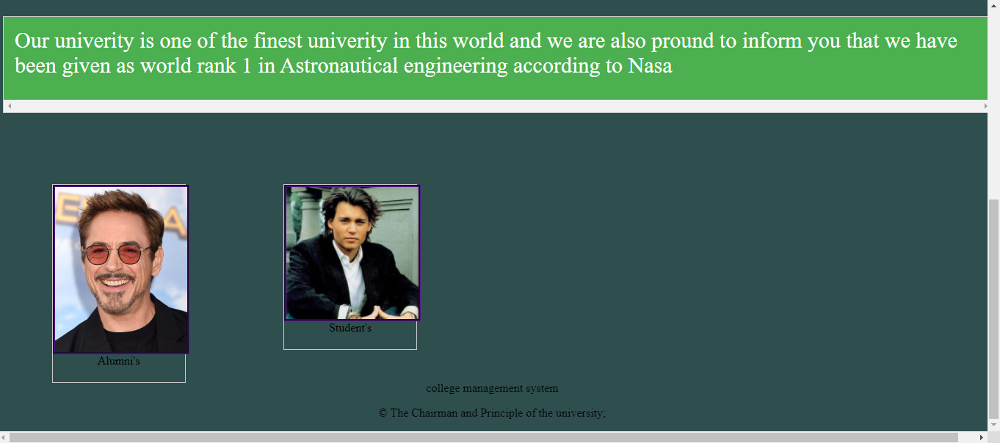 Our univerity is one of the finest univerity in this world and we are also pround to inform you that we have
been given as world rank 1 in Astronautical engineering according to Nasa
Alumni's
Student's
college management system
© The Chairman and Principle of the university;